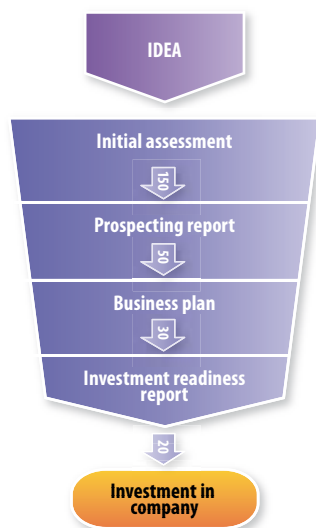 IDEA
Initial assessment
150
Prospecting report
50
Business plan
30
Investment readiness
report
20
Investment in
company